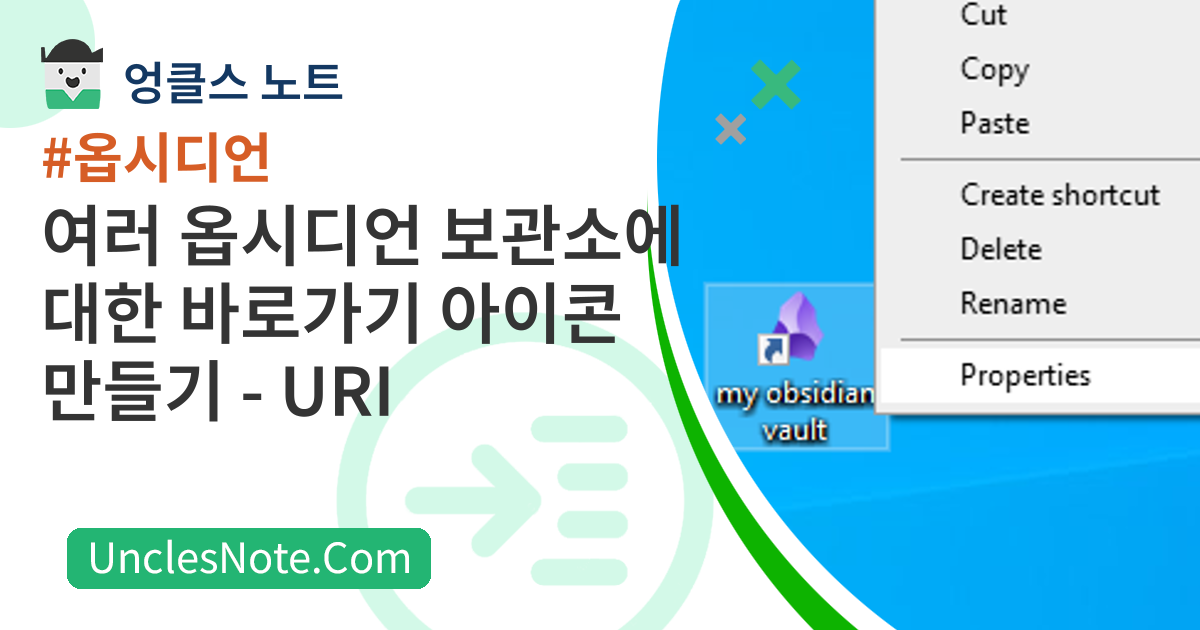 엉클스 노트
#옵시디언
여러 옵시디언 보관소에
대한 바로가기 아이콘
만들기 - URI
UnclesNote.Com
Cut
Copy
Paste
Create shortcut
Delete
Rename
Properties
my obsidian
vault